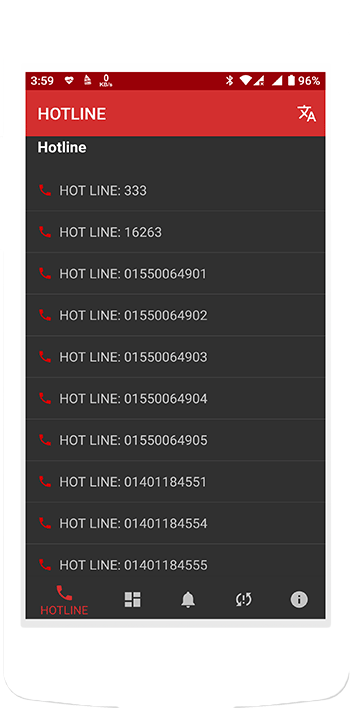 3:59 0 KB/s 96%
HOTLINE
Hotline
HOT LINE: 333
HOT LINE: 16263
HOT LINE: 01550064901
HOT LINE: 01550064902
HOT LINE: 01550064903
HOT LINE: 01550064904
HOT LINE: 01550064905
HOT LINE: 01401184551
HOT LINE: 01401184554
HOT LINE: 01401184555
HOTLINE